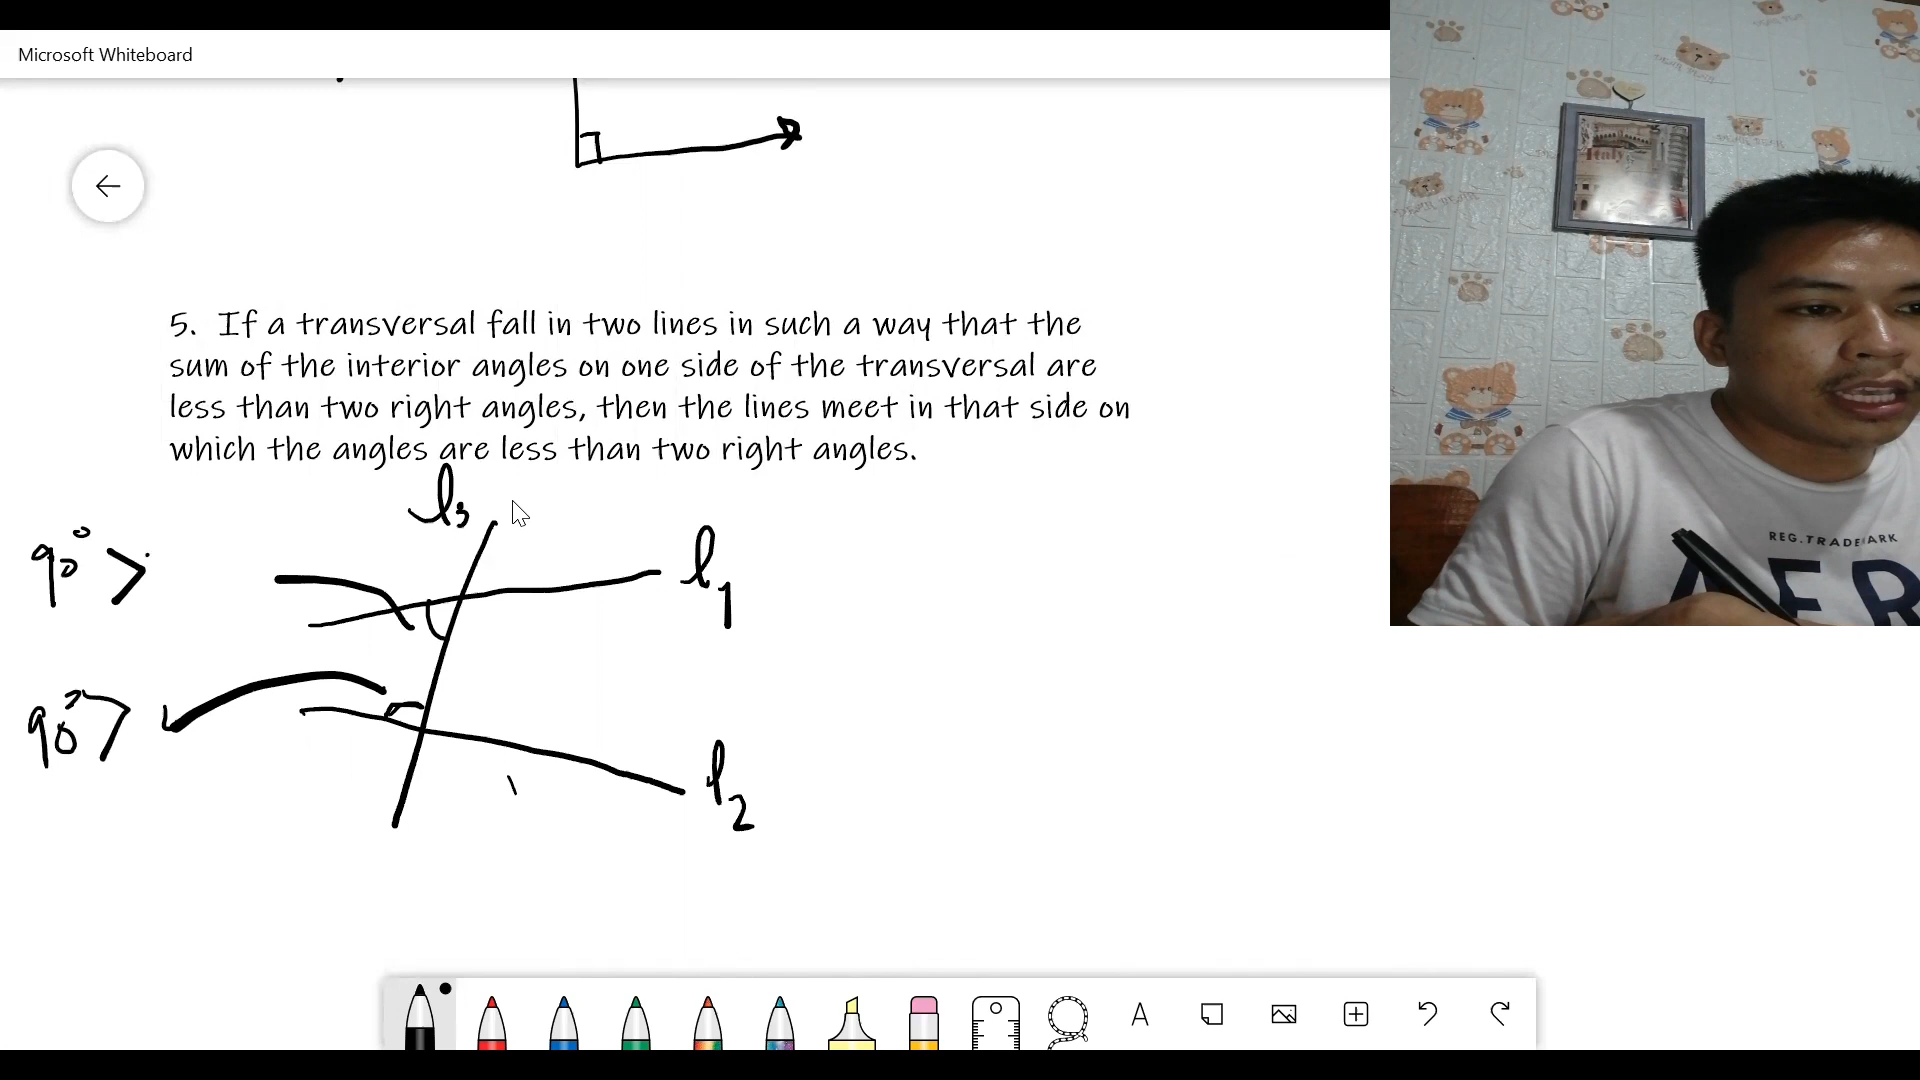 Microsoft Whiteboard
5. If a transversal fall in two lines in such a way that the
sum of the interior angles on one side of the transversal are
less than two right angles, then the lines meet in that side on
which the angles are less than two right angles.
l3
90° >
l1
90° >
l2
A
Italy
REG. TRADEMARK
AER